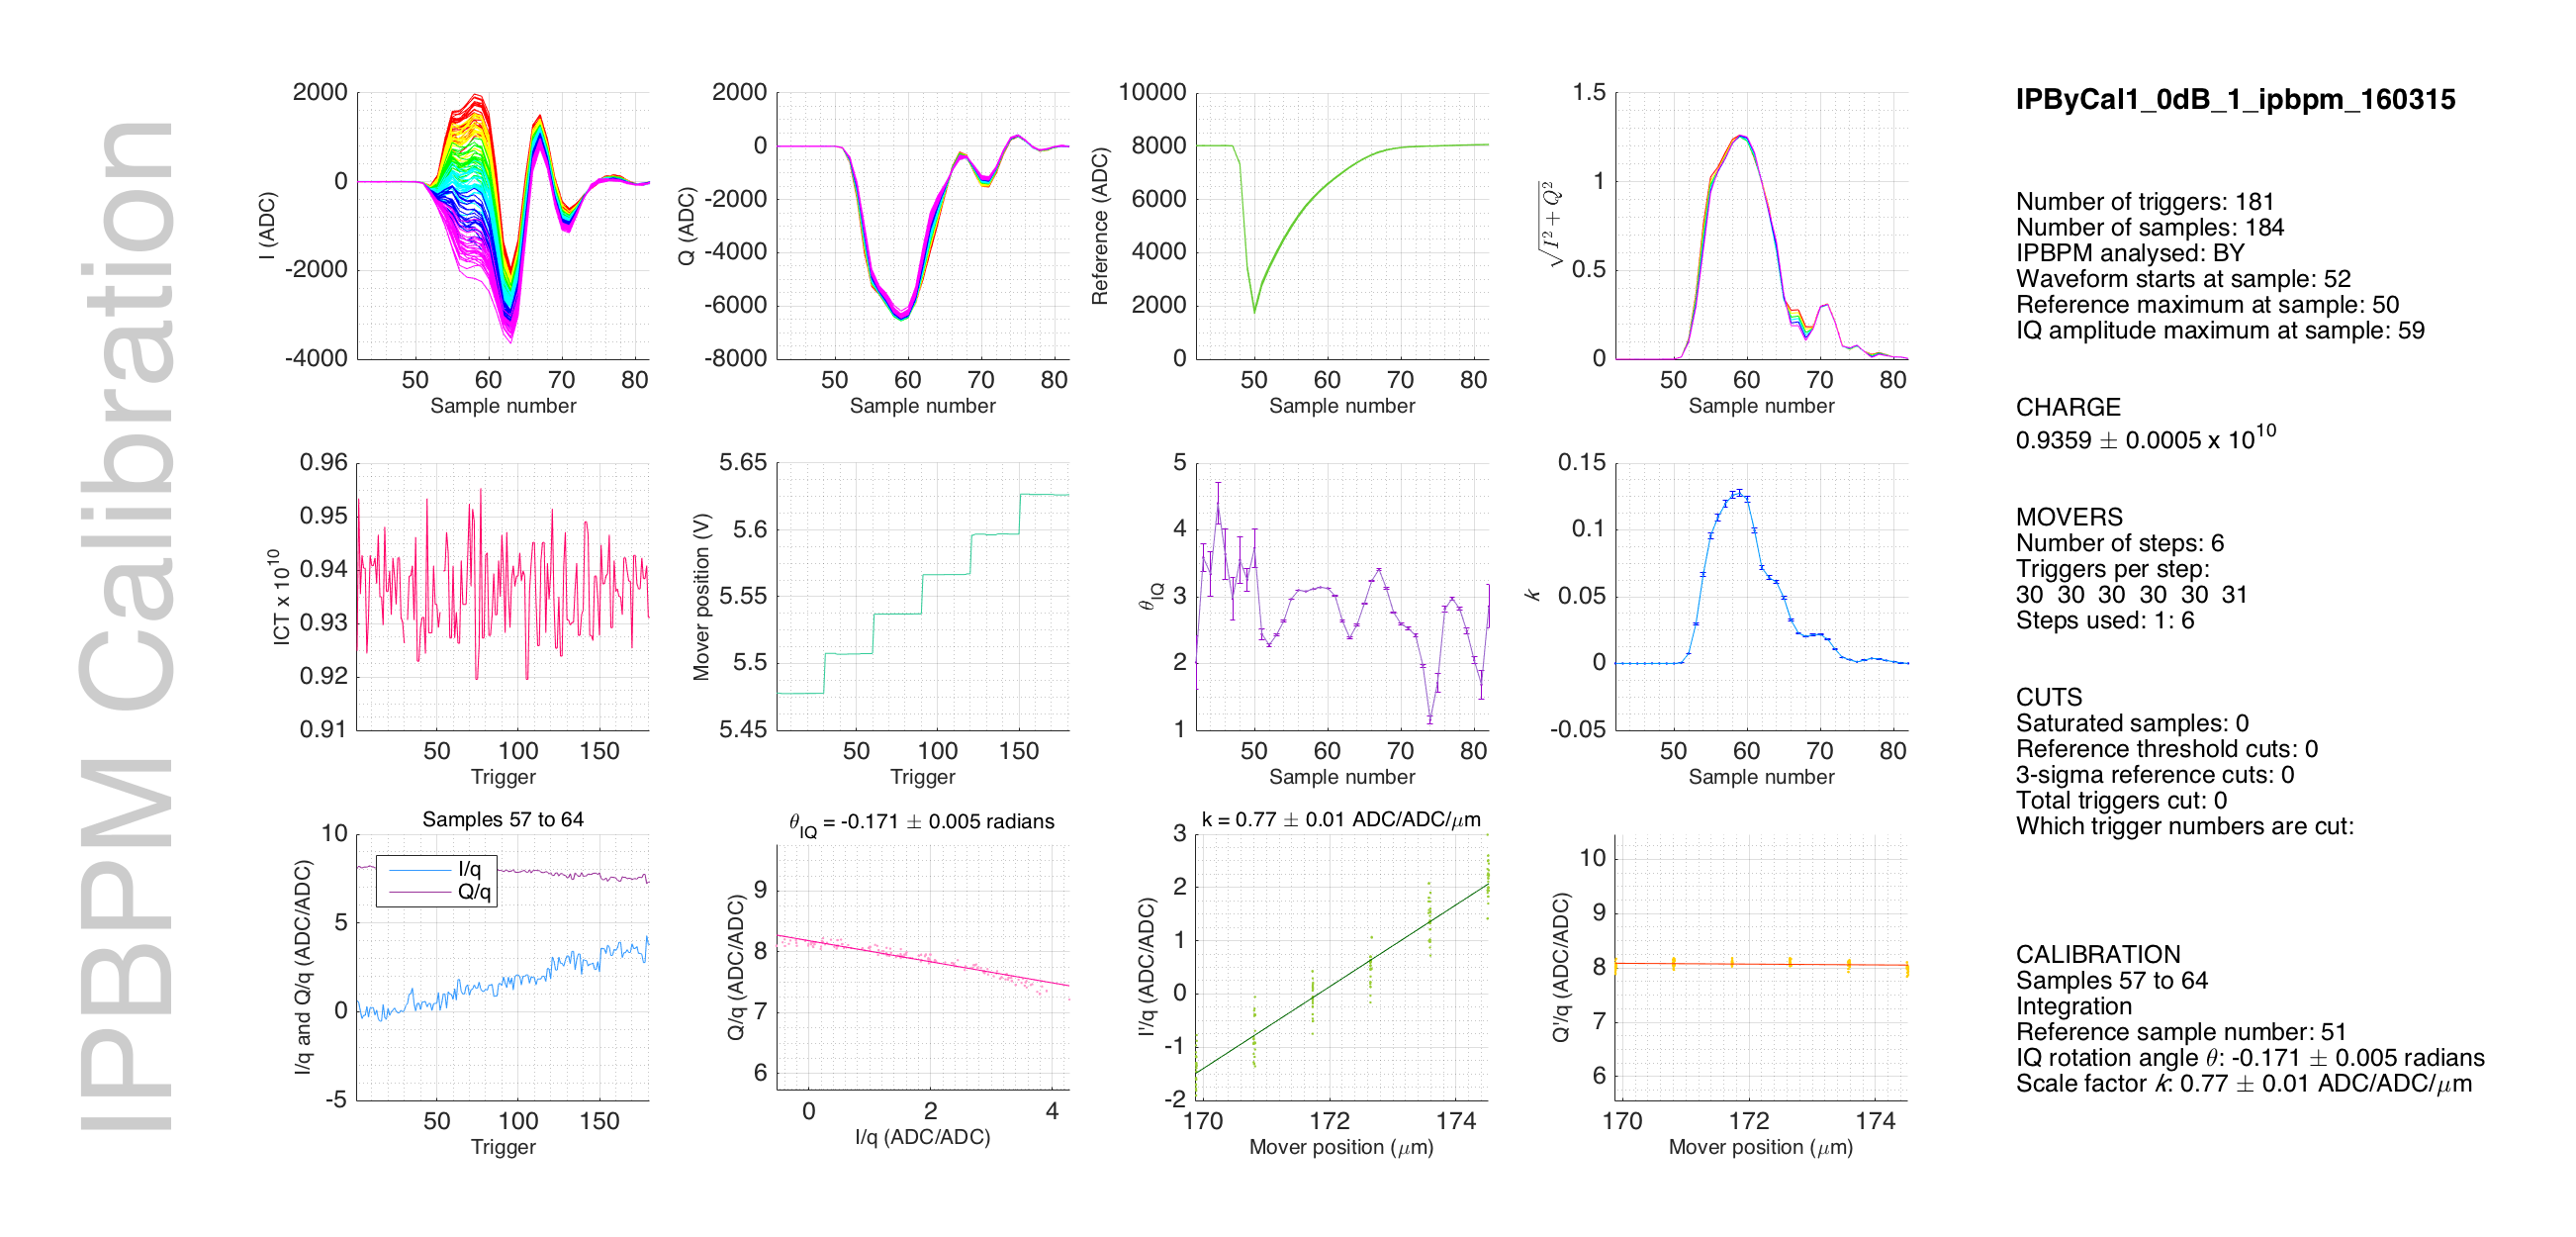 IPBPM Calibration
2000
0
-2000
-4000
I (ADC)
50 60 70 80
Sample number
2000
0
-2000
-4000
-6000
-8000
Q (ADC)
50 60 70 80
Sample number
10000
8000
6000
4000
2000
0
Reference (ADC)
50 60 70 80
Sample number
1.5
1
0.5
0
√I² + Q²
50 60 70 80
Sample number
0.96
0.95
0.94
0.93
0.92
0.91
ICT x 10¹⁰
50 100 150
Trigger
5.65
5.6
5.55
5.5
5.45
Mover position (V)
50 100 150
Trigger
5
4
3
2
1
θIQ
50 60 70 80
Sample number
0.15
0.1
0.05
0
-0.05
k
50 60 70 80
Sample number
Samples 57 to 64
10
5
0
-5
I/q and Q/q (ADC/ADC)
I/q
Q/q
50 100 150
Trigger
θIQ = -0.171 ± 0.005 radians
9
8
7
6
Q/q (ADC/ADC)
0 2 4
I/q (ADC/ADC)
k = 0.77 ± 0.01 ADC/ADC/μm
3
2
1
0
-1
-2
I'/q (ADC/ADC)
170 172 174
Mover position (μm)
10
9
8
7
6
Q'/q (ADC/ADC)
170 172 174
Mover position (μm)
IPByCal1_0dB_1_ipbpm_160315
Number of triggers: 181
Number of samples: 184
IPBPM analysed: BY
Waveform starts at sample: 52
Reference maximum at sample: 50
IQ amplitude maximum at sample: 59
CHARGE
0.9359 ± 0.0005 x 10¹⁰
MOVERS
Number of steps: 6
Triggers per step:
30 30 30 30 30 31
Steps used: 1: 6
CUTS
Saturated samples: 0
Reference threshold cuts: 0
3-sigma reference cuts: 0
Total triggers cut: 0
Which trigger numbers are cut:
CALIBRATION
Samples 57 to 64
Integration
Reference sample number: 51
IQ rotation angle θ: -0.171 ± 0.005 radians
Scale factor k: 0.77 ± 0.01 ADC/ADC/μm